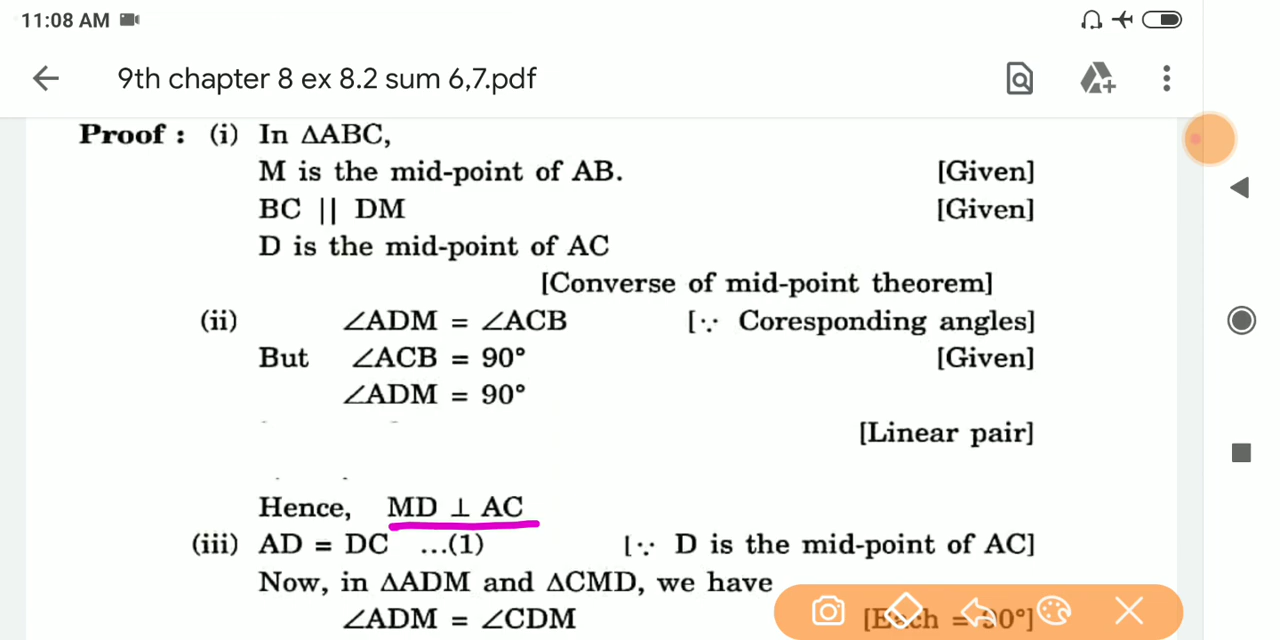 11:08 AM
9th chapter 8 ex 8.2 sum 6,7.pdf
Proof : (i) In ΔABC,
M is the mid-point of AB. [Given]
BC || DM [Given]
D is the mid-point of AC
[Converse of mid-point theorem]
(ii) ∠ADM = ∠ACB [∵ Coresponding angles]
But ∠ACB = 90° [Given]
∠ADM = 90°
[Linear pair]
Hence, MD ⊥ AC
(iii) AD = DC ...(1) [∵ D is the mid-point of AC]
Now, in ΔADM and ΔCMD, we have
∠ADM = ∠CDM [Each = 90°]